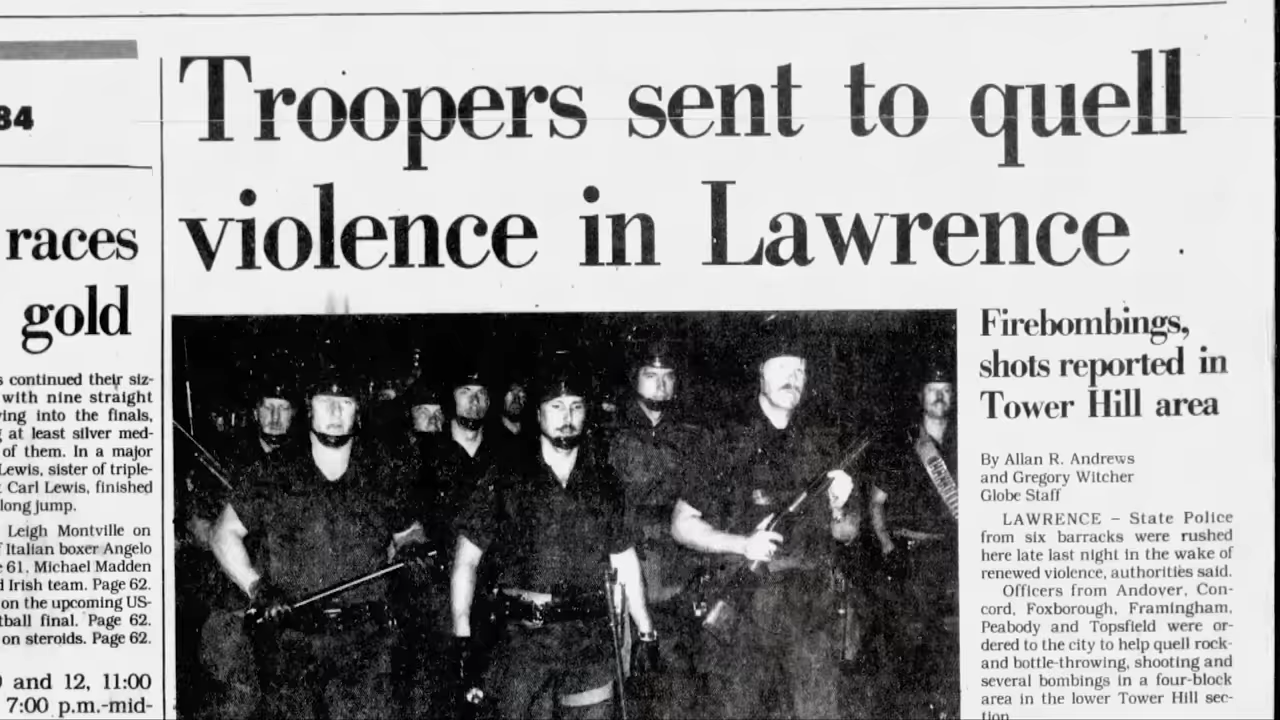 84
races
gold
s continued their siz-
with nine straight
ving into the finals,
at least silver med-
of them. In a major
Lewis, sister of triple-
Carl Lewis, finished
long jump.
Leigh Montville on
Italian boxer Angelo
e 61. Michael Madden
d Irish team. Page 62.
on the upcoming US-
tball final. Page 62.
on steroids. Page 62.
and 12, 11:00
7:00 p.m.-mid-
Troopers sent to quell
violence in Lawrence
Firebombings,
shots reported in
Tower Hill area
By Allan R. Andrews
and Gregory Witcher
Globe Staff
LAWRENCE – State Police
from six barracks were rushed
here late last night in the wake of
renewed violence, authorities said.
Officers from Andover, Con-
cord, Foxborough, Framingham,
Peabody and Topsfield were or-
dered to the city to help quell rock-
and bottle-throwing, shooting and
several bombings in a four-block
area in the lower Tower Hill sec-
tion